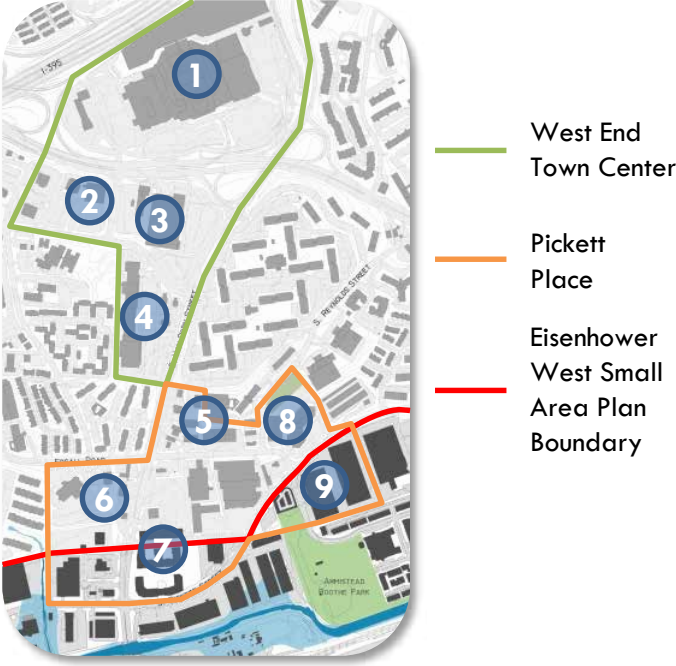 I-395
1
2
3
4
S. REYNOLDS STREET
5
8
9
6
7
ARMISTEAD
BOOTHE PARK
West End
Town Center
Pickett
Place
Eisenhower
West Small
Area Plan
Boundary